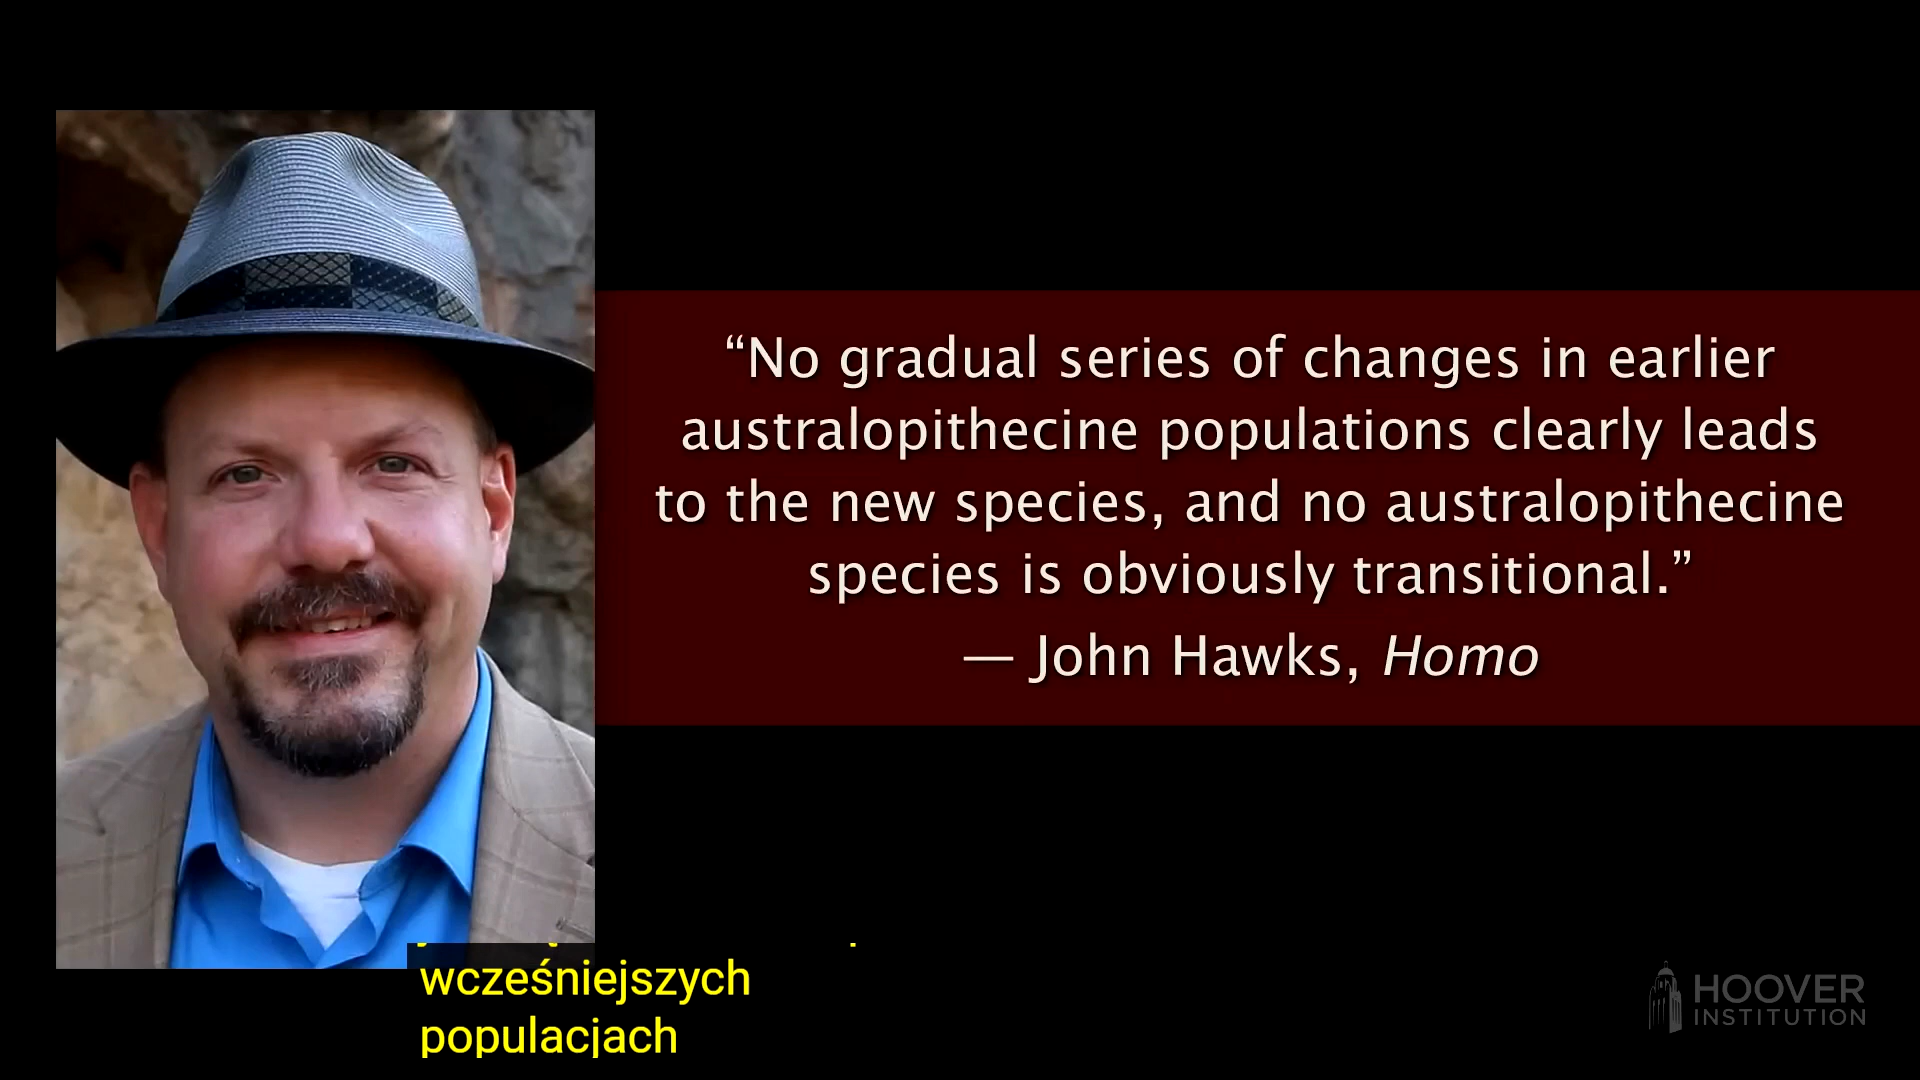 “No gradual series of changes in earlier
australopithecine populations clearly leads
to the new species, and no australopithecine
species is obviously transitional.”
— John Hawks, Homo
wcześniejszych
populacjach
HOOVER
INSTITUTION